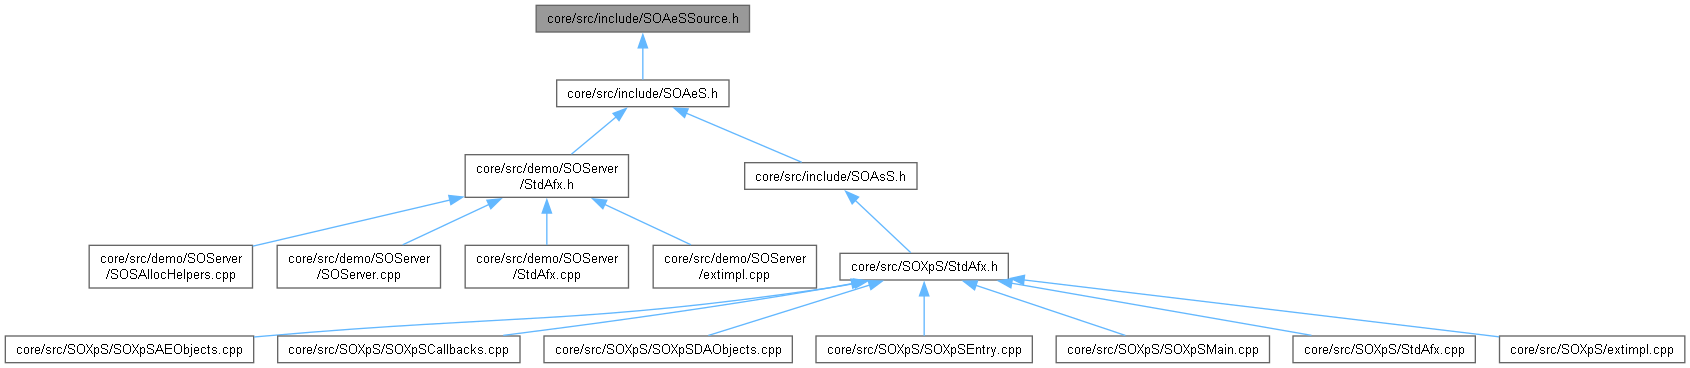 core/src/include/SOAeSSource.h
core/src/include/SOAeS.h
core/src/demo/SOServer
/StdAfx.h
core/src/include/SOAsS.h
core/src/demo/SOServer
/SOSAllocHelpers.cpp
core/src/demo/SOServer
/SOServer.cpp
core/src/demo/SOServer
/StdAfx.cpp
core/src/demo/SOServer
/extimpl.cpp
core/src/SOXpS/StdAfx.h
core/src/SOXpS/SOXpSAEObjects.cpp
core/src/SOXpS/SOXpSCallbacks.cpp
core/src/SOXpS/SOXpSDAObjects.cpp
core/src/SOXpS/SOXpSEntry.cpp
core/src/SOXpS/SOXpSMain.cpp
core/src/SOXpS/StdAfx.cpp
core/src/SOXpS/extimpl.cpp